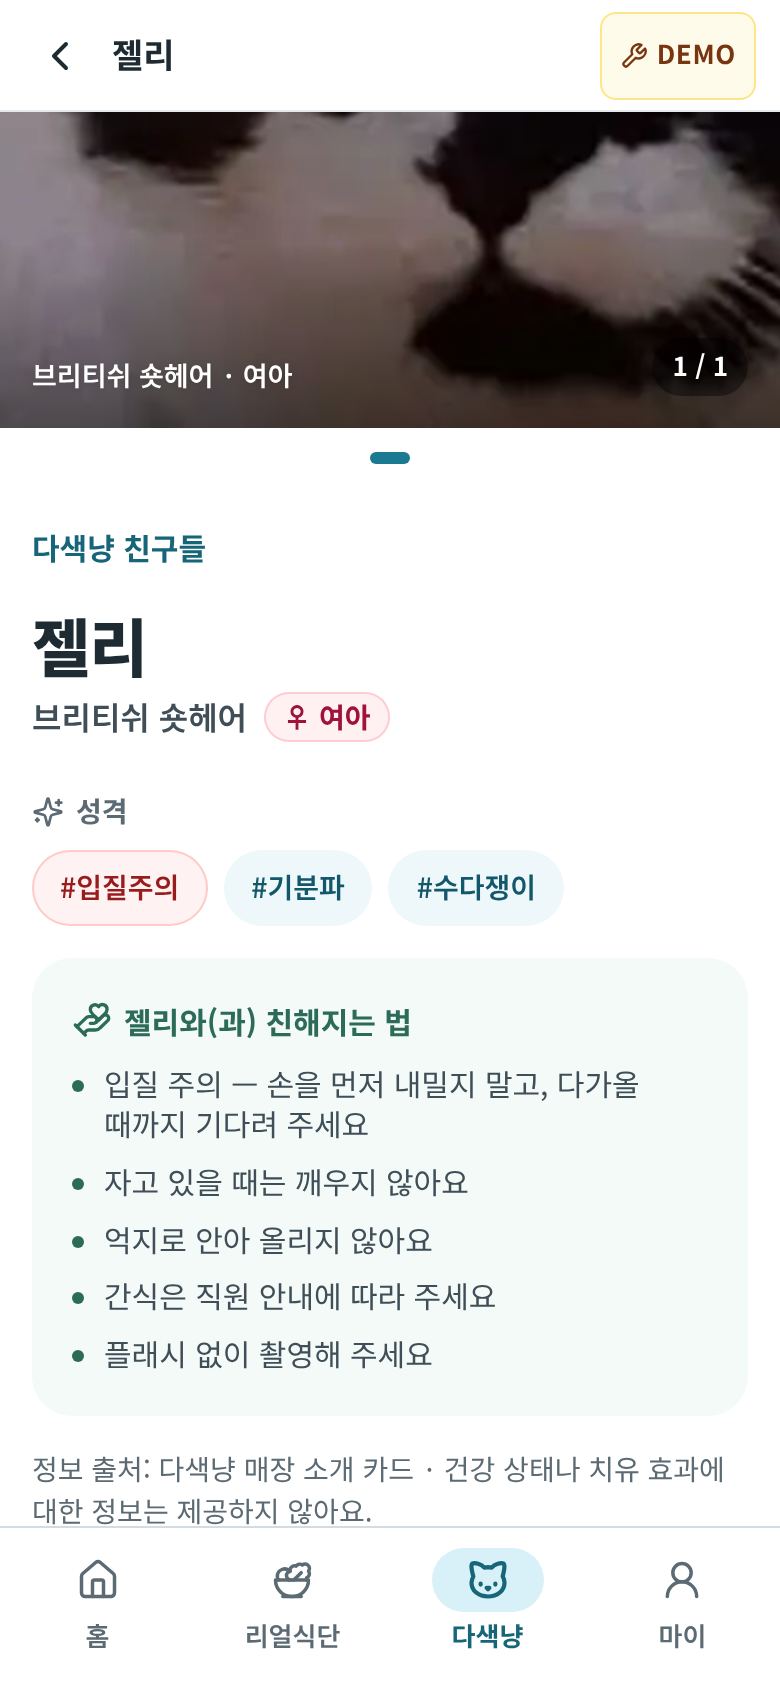 젤리
DEMO
브리티쉬 숏헤어 · 여아
1 / 1
다색냥 친구들
젤리
브리티쉬 숏헤어 ♀ 여아
성격
#입질주의 #기분파 #수다쟁이
젤리와(과) 친해지는 법
• 입질 주의 — 손을 먼저 내밀지 말고, 다가올
때까지 기다려 주세요
• 자고 있을 때는 깨우지 않아요
• 억지로 안아 올리지 않아요
• 간식은 직원 안내에 따라 주세요
• 플래시 없이 촬영해 주세요
정보 출처: 다색냥 매장 소개 카드 · 건강 상태나 치유 효과에
대한 정보는 제공하지 않아요.
홈 리얼식단 다색냥 마이